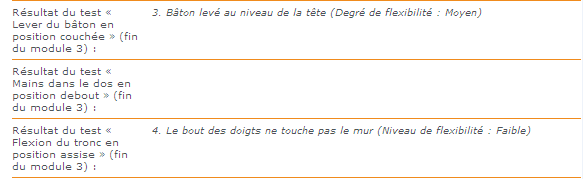 Résultat du test «
Lever du bâton en
position couchée » (fin
du module 3) :
3. Bâton levé au niveau de la tête (Degré de flexibilité : Moyen)
Résultat du test «
Mains dans le dos en
position debout » (fin
du module 3) :
Résultat du test «
Flexion du tronc en
position assise » (fin
du module 3) :
4. Le bout des doigts ne touche pas le mur (Niveau de flexibilité : Faible)